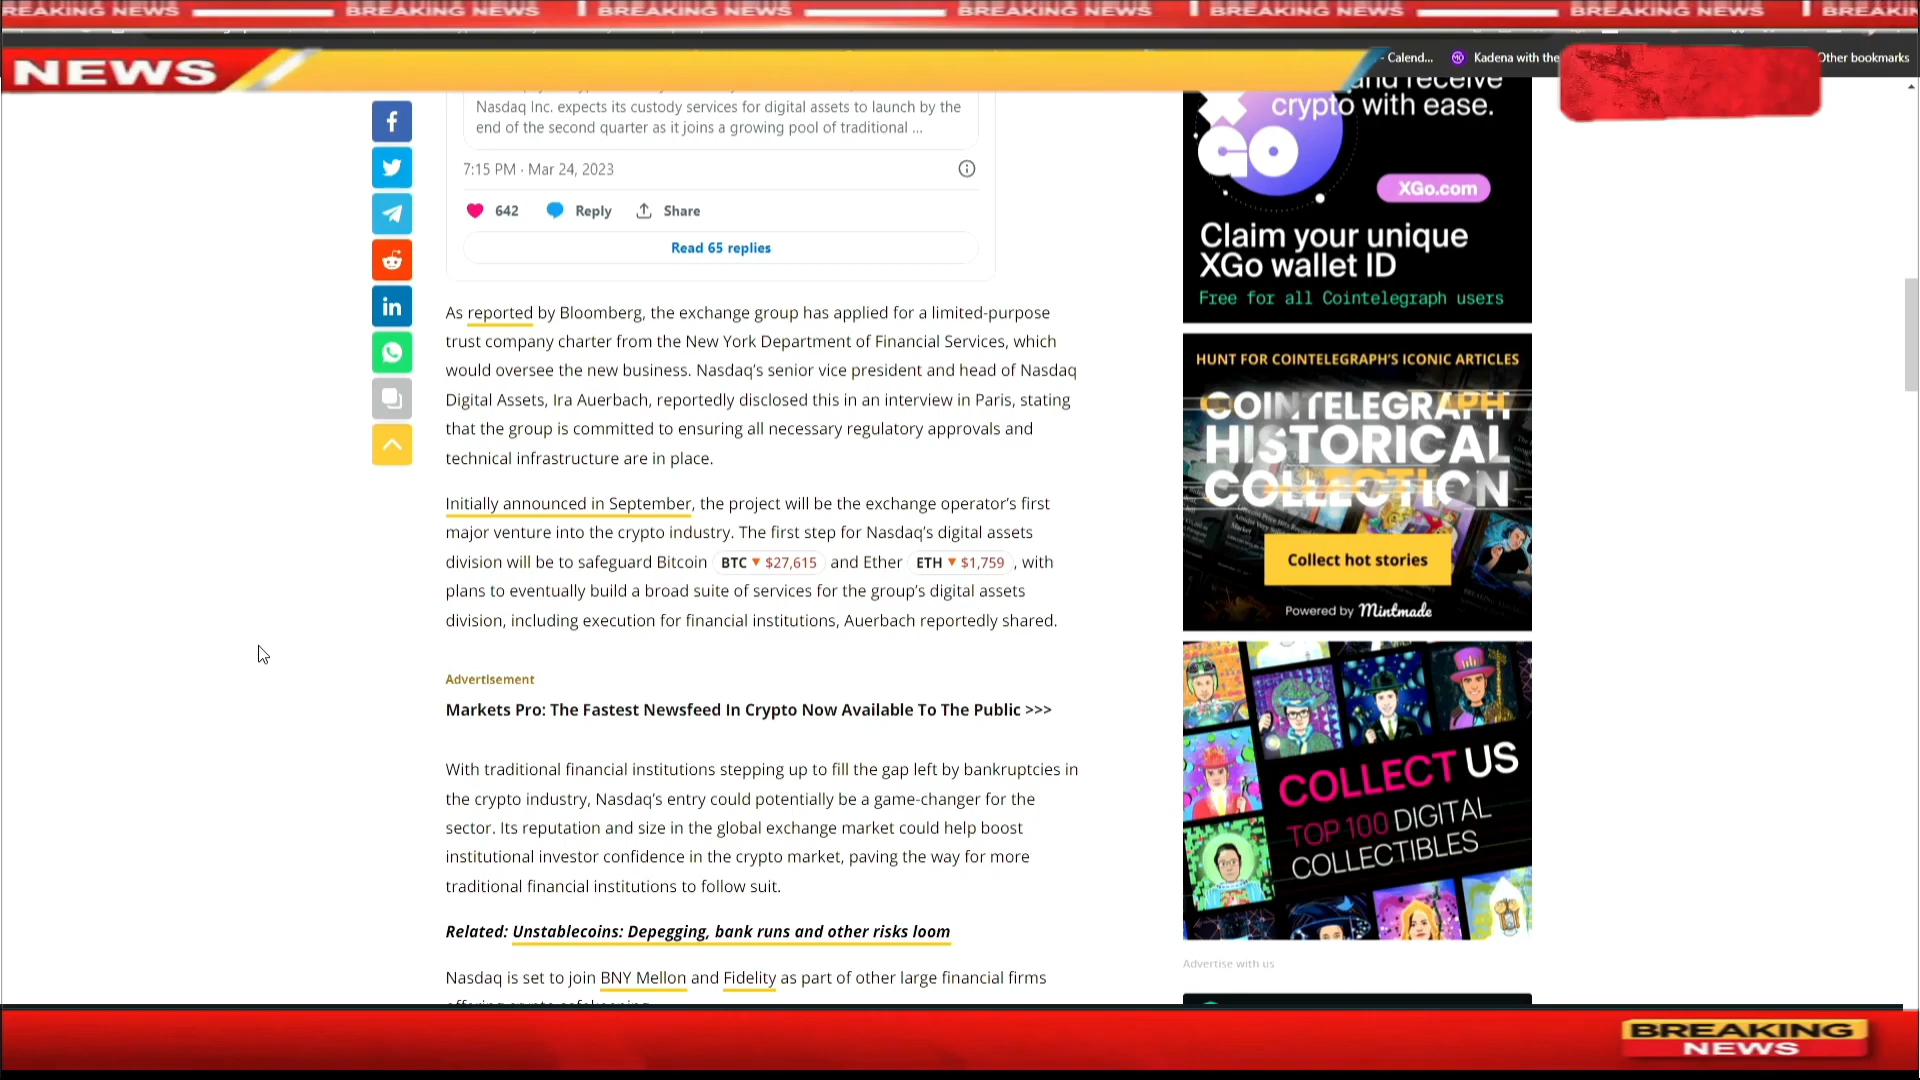 BREAKING NEWS BREAKING NEWS BREAKING NEWS BREAKING NEWS BREAKING NEWS
NEWS
- Calend...
Kadena with the
Other bookmarks
Nasdaq Inc. expects its custody services for digital assets to launch by the
end of the second quarter as it joins a growing pool of traditional ...
7:15 PM · Mar 24, 2023
642 Reply Share
Read 65 replies
As reported by Bloomberg, the exchange group has applied for a limited-purpose
trust company charter from the New York Department of Financial Services, which
would oversee the new business. Nasdaq's senior vice president and head of Nasdaq
Digital Assets, Ira Auerbach, reportedly disclosed this in an interview in Paris, stating
that the group is committed to ensuring all necessary regulatory approvals and
technical infrastructure are in place.
Initially announced in September, the project will be the exchange operator's first
major venture into the crypto industry. The first step for Nasdaq's digital assets
division will be to safeguard Bitcoin BTC ▼ $27,615 and Ether ETH ▼ $1,759 , with
plans to eventually build a broad suite of services for the group's digital assets
division, including execution for financial institutions, Auerbach reportedly shared.
Advertisement
Markets Pro: The Fastest Newsfeed In Crypto Now Available To The Public >>>
With traditional financial institutions stepping up to fill the gap left by bankruptcies in
the crypto industry, Nasdaq's entry could potentially be a game-changer for the
sector. Its reputation and size in the global exchange market could help boost
institutional investor confidence in the crypto market, paving the way for more
traditional financial institutions to follow suit.
Related: Unstablecoins: Depegging, bank runs and other risks loom
Nasdaq is set to join BNY Mellon and Fidelity as part of other large financial firms
offering crypto safekeeping.
and receive
crypto with ease.
GO
XGo.com
Claim your unique
XGo wallet ID
Free for all Cointelegraph users
HUNT FOR COINTELEGRAPH'S ICONIC ARTICLES
COINTELEGRAPH
HISTORICAL
COLLECTION
Collect hot stories
Powered by Mintmade
COLLECT US
TOP 100 DIGITAL
COLLECTIBLES
Advertise with us
BREAKING
NEWS